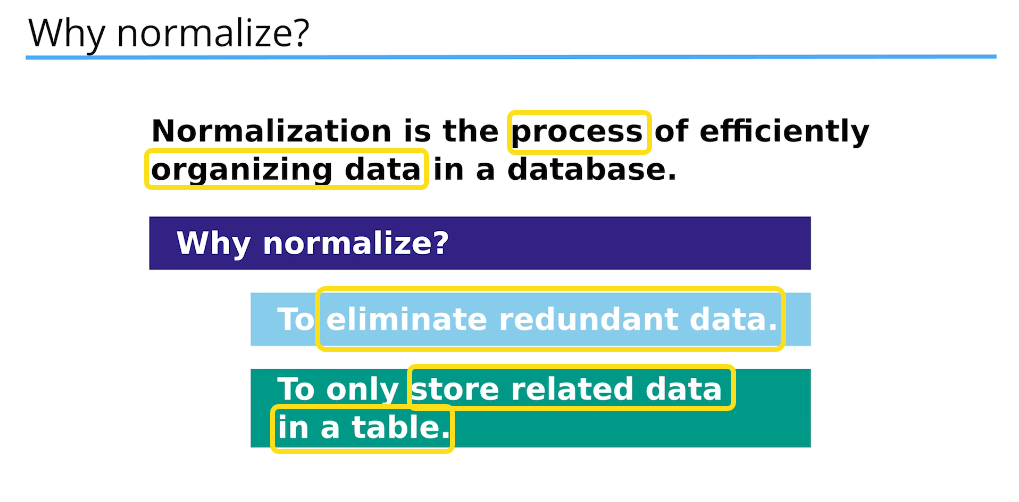 Why normalize?
Normalization is the process of efficiently
organizing data in a database.
Why normalize?
To eliminate redundant data.
To only store related data
in a table.